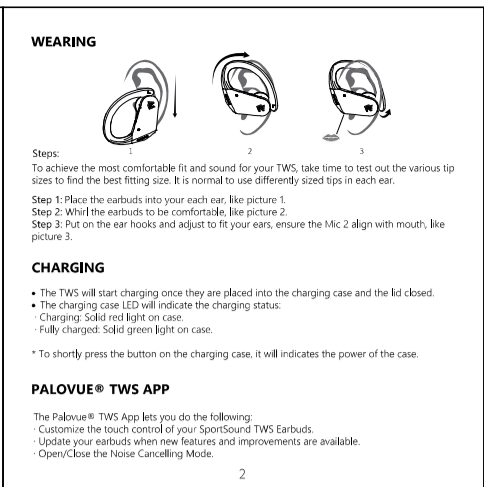 WEARING
1
2
3
Steps:
To achieve the most comfortable fit and sound for your TWS, take time to test out the various tip
sizes to find the best fitting size. It is normal to use differently sized tips in each ear.
Step 1: Place the earbuds into your each ear, like picture 1.
Step 2: Whirl the earbuds to be comfortable, like picture 2.
Step 3: Put on the ear hooks and adjust to fit your ears, ensure the Mic 2 align with mouth, like
picture 3.
CHARGING
• The TWS will start charging once they are placed into the charging case and the lid closed.
• The charging case LED will indicate the charging status:
· Charging: Solid red light on case.
· Fully charged: Solid green light on case.
* To shortly press the button on the charging case, it will indicates the power of the case.
PALOVUE® TWS APP
The Palovue® TWS App lets you do the following:
· Customize the touch control of your SportSound TWS Earbuds.
· Update your earbuds when new features and improvements are available.
· Open/Close the Noise Cancelling Mode.
2